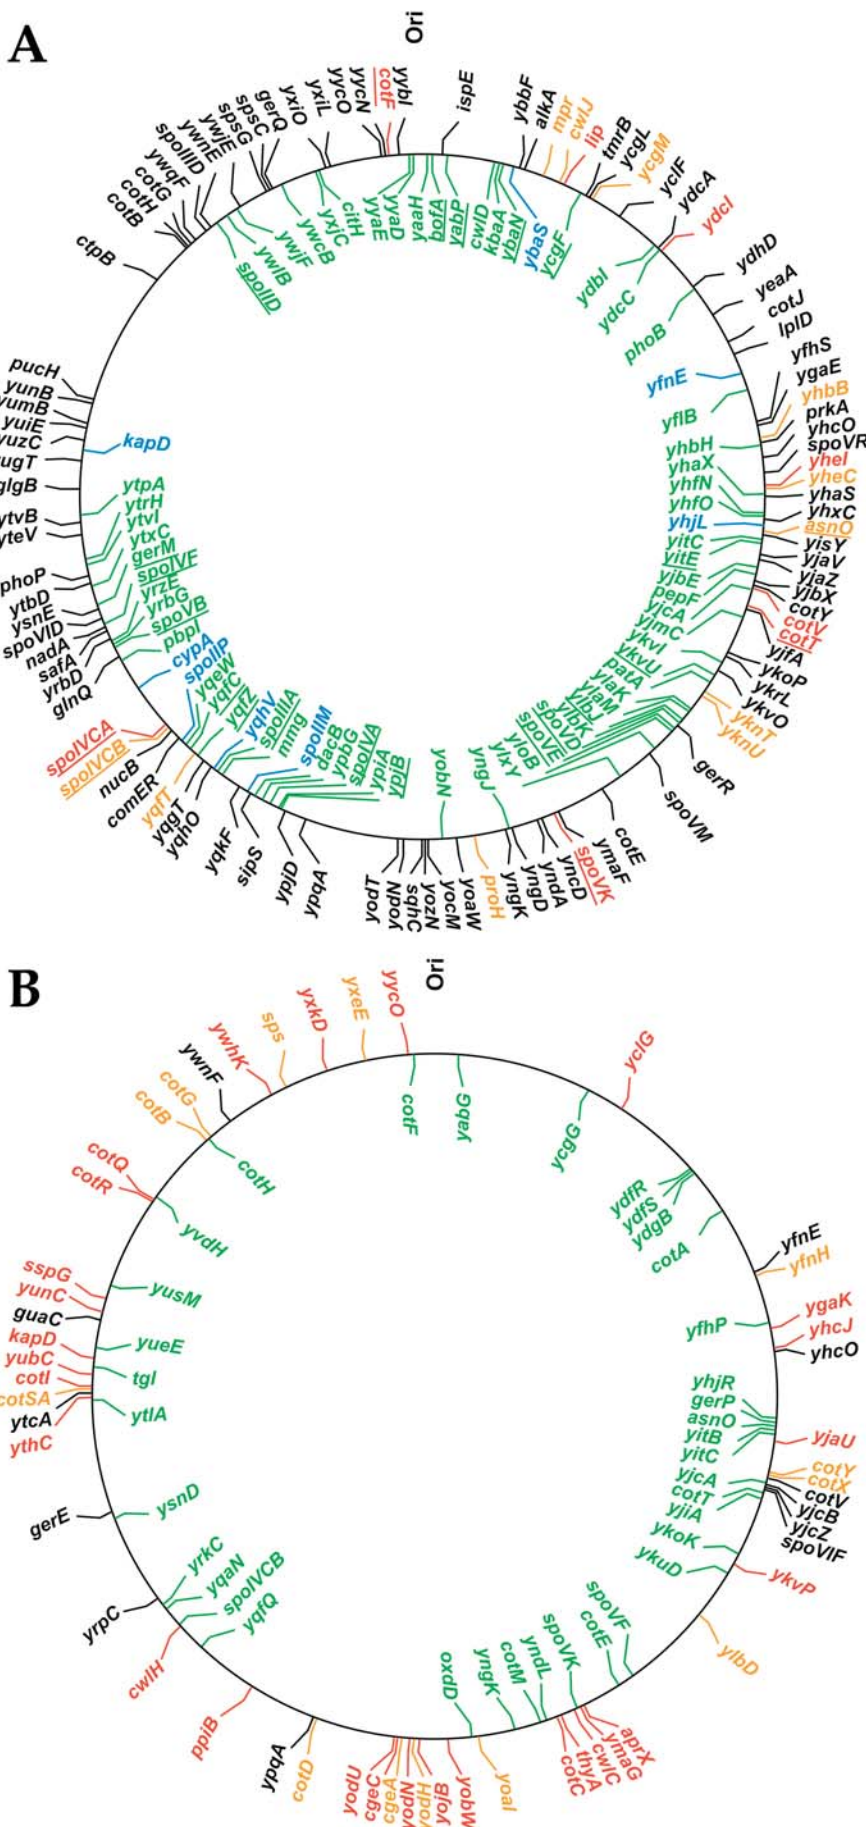 A
Ori
yybI
cotF
yycN
yycO
yxiL
yxiO
gerQ
spsC
spsG
ywjE
ywnE
spoIIID
ywqF
cotG
cotH
cotB
ctpB
pucH
yunB
yumB
yuiE
yuzC
ugT
glgB
ytvB
yteV
phoP
ytbD
ysnE
spoVID
nadA
safA
yrbD
glnQ
spoIVCA
spoIVCB
nucB
comER
yqfT
yqgT
yqhO
yqkF
sipS
ypjD
ypqA
yodT
yodN
sqhC
yozN
yocM
yoaW
proH
yngK
yngD
yndA
yncD
spoVK
ymaF
cotE
spoVM
gerR
yknU
yknT
ykvO
ykrL
ykoP
yjfA
cotT
cotV
cotY
yjbX
yjaZ
yjaV
yisY
asnO
yhxC
yhaS
yheC
yheI
spoVR
yhcO
prkA
yhbB
ygaE
yfhS
lplD
cotJ
yeaA
ydhD
ydcI
ydcA
yclF
ycgM
ycgL
tmrB
lip
cwlJ
mpr
alkA
ybbF
ispE
spoIID
ywlB
ywjF
ywcB
yxjC
citH
yyaE
yyaD
yaaH
bofA
yabP
cwlD
kbaA
ybaN
ybaS
ycgF
ydbI
ydcC
phoB
yfnE
yflB
yhbH
yhaX
yhfN
yhfO
yhjL
yitC
yitE
yjbE
pepF
yjcA
yjmC
ykvI
ykvU
patA
ylaK
ylaM
ylbJ
ylbK
spoVD
spoVE
yloB
ylxY
yngJ
yobN
ypjB
ypjA
spoIVA
ypbG
dacB
spoIIM
mmg
spoIIIA
yqhV
yqfZ
yqfC
yqeW
spoIIP
cypA
pbpI
spoVB
yrbG
yrzE
spoIVF
gerM
ytxC
ytvI
ytrH
ytpA
kapD
B
Ori
yycO
yxeE
yxkD
sps
ywhK
ywnF
cotG
cotB
cotQ
cotR
sspG
yunC
guaC
kapD
yubC
cotI
cotSA
ytcA
ythC
gerE
yrpC
cwlH
ppiB
ypqA
cotD
yodU
cgeC
cgeA
yodN
yodH
yojB
yobW
yoaI
cotC
thyA
cwlC
ymaG
aprX
ylbD
ykvP
spoVIF
yjcZ
yjcB
cotV
cotX
cotY
yjaU
yhcO
yhcJ
ygaK
yfnH
yfnE
yclG
cotF
yabG
ycgG
ydfR
ydfS
ydgB
cotA
yfhP
yhjR
gerP
asnO
yitB
yitC
yjcA
cotT
yjiA
ykoK
ykuD
spoVF
cotE
spoVK
yndL
cotM
yngK
oxdD
yqfQ
spoIVCB
yqaN
yrkC
ysnD
ytlA
tgl
yueE
yusM
yvdH
cotH